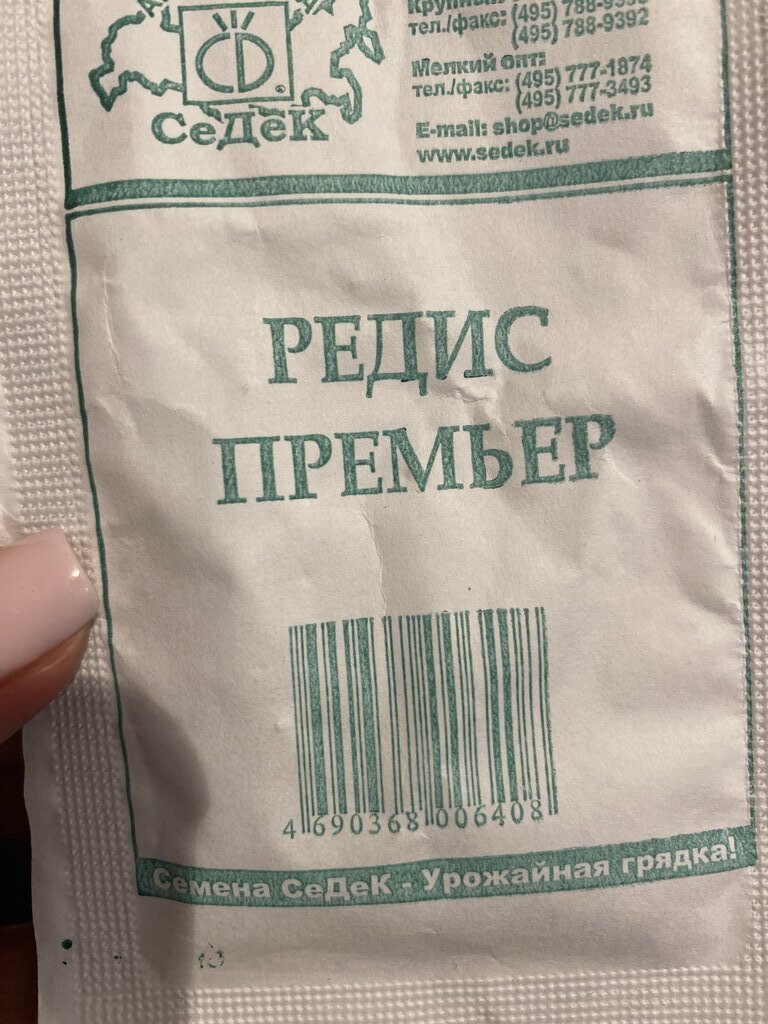 СеДеК
тел./факс: (495) 788-
(495) 788-9392
Мелкий опт:
тел./факс: (495) 777-1874
(495) 777-3493
E-mail: shop@sedek.ru
www.sedek.ru
РЕДИС
ПРЕМЬЕР
4 690368 006408
Семена СеДеК - Урожайная грядка!